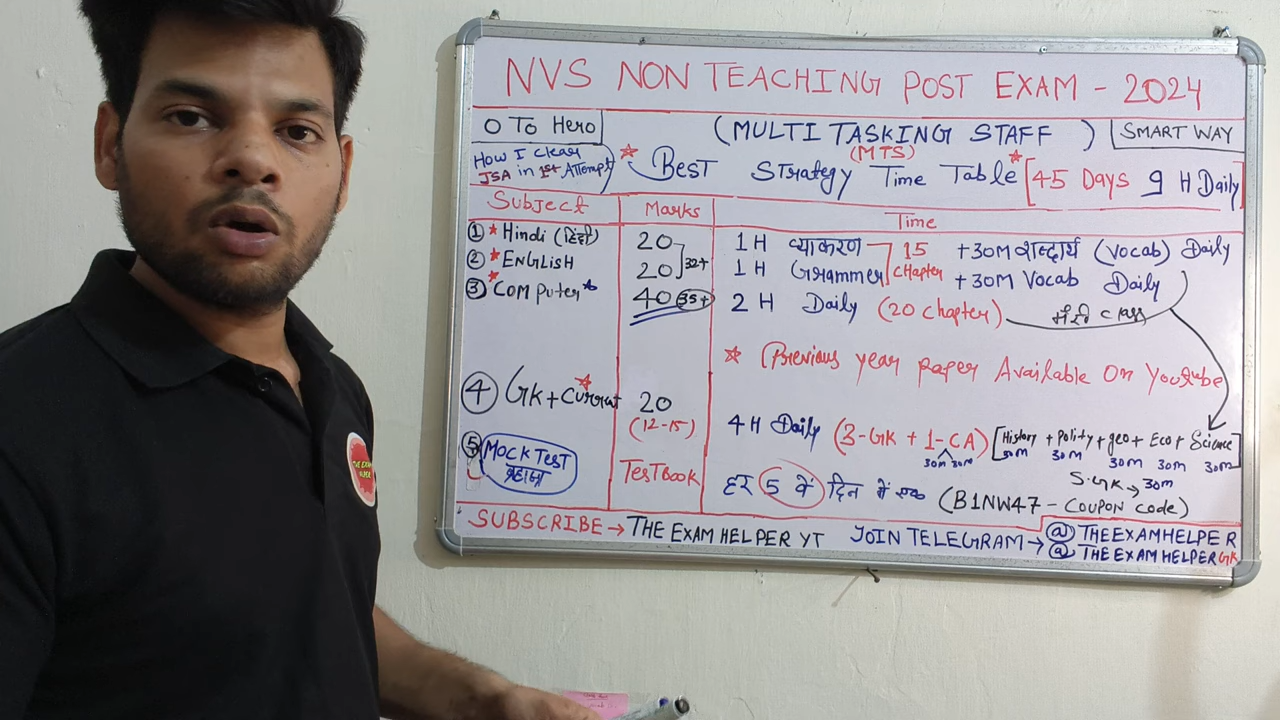 NVS NON TEACHING POST EXAM - 2024
0 To Hero
(MULTI TASKING STAFF )
(MTS)
SMART WAY
How I Clear
JSA in 1st Attempt
BEST Strategy Time Table [45 Days 9 H Daily]
Subject Marks Time
① Hindi (हिंदी) 20 1 H व्याकरण 15 +30M शब्दार्थ (Vocab) Daily
② ENGLISH 20 32+ 1 H Grammer Chapter +30M Vocab Daily
③ COMPuter 40 35+ 2 H Daily (20 Chapter)
Class
Previous year paper Available On Youtube
④ GK + Current 20
(12-15)
4H Daily (3-GK + 1-CA) [History + Polity + geo + Eco + Science]
30m 30m 30m 30m 30m 30m 30m
S.GK → 30m
⑤ MOCK TEST
TestBook
हर 5 वें दिन में एक (B1NW47 - COUPON Code)
SUBSCRIBE → THE EXAM HELPER YT JOIN TELEGRAM → @ THEEXAMHELPER
@ THE EXAM HELPER GK